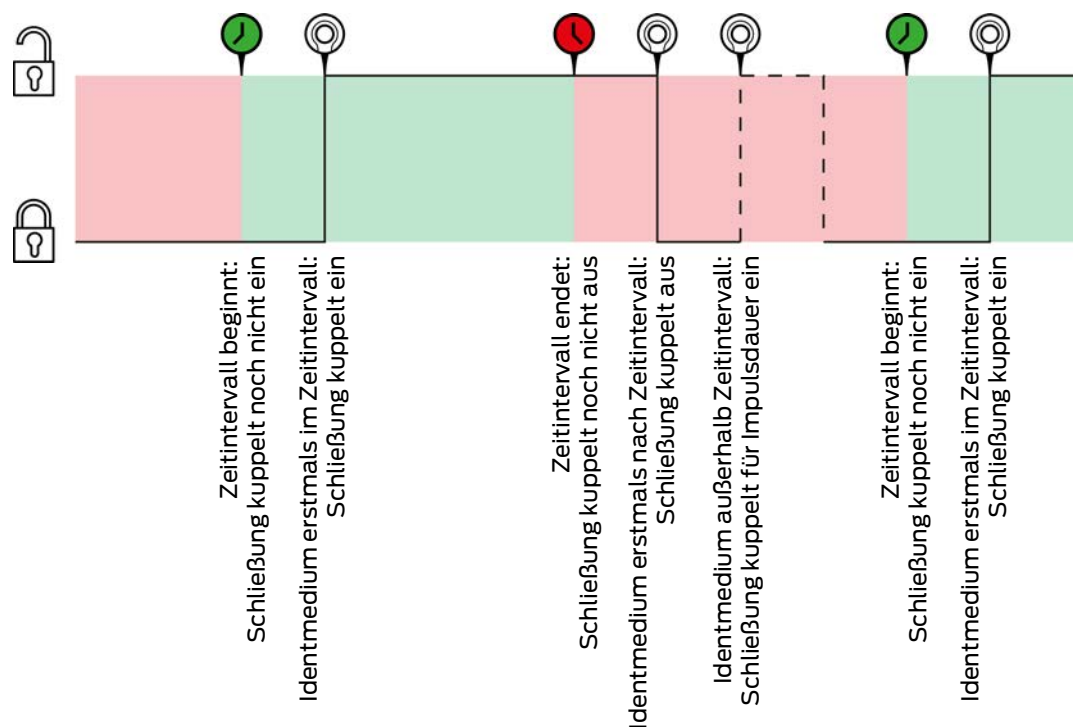 Zeitintervall beginnt:
Schließung kuppelt noch nicht ein
Identmedium erstmals im Zeitintervall:
Schließung kuppelt ein
Zeitintervall endet:
Schließung kuppelt noch nicht aus
Identmedium erstmals nach Zeitintervall:
Schließung kuppelt aus
Identmedium außerhalb Zeitintervall:
Schließung kuppelt für Impulsdauer ein
Zeitintervall beginnt:
Schließung kuppelt noch nicht ein
Identmedium erstmals im Zeitintervall:
Schließung kuppelt ein